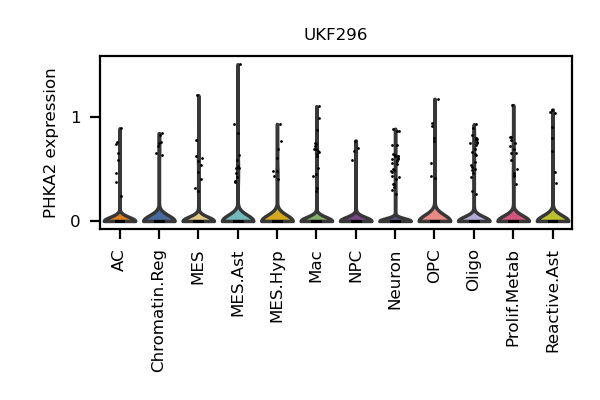 UKF296
PHKA2 expression
1
0
AC
Chromatin.Reg
MES
MES.Ast
MES.Hyp
Mac
NPC
Neuron
OPC
Oligo
Prolif.Metab
Reactive.Ast